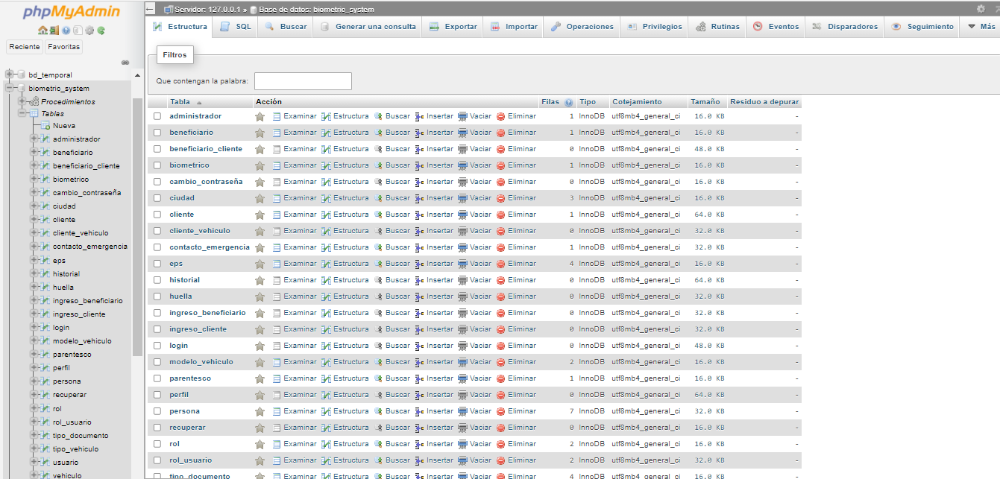 phpMyAdmin
Reciente Favoritas
bd_temporal
biometric_system
Procedimientos
Tablas
Nueva
administrador
beneficiario
beneficiario_cliente
biometrico
cambio_contraseña
ciudad
cliente
cliente_vehiculo
contacto_emergencia
eps
historial
huella
ingreso_beneficiario
ingreso_cliente
login
modelo_vehiculo
parentesco
perfil
persona
recuperar
rol
rol_usuario
tipo_documento
tipo_vehiculo
usuario
vehiculo
Servidor: 127.0.0.1 » Base de datos: biometric_system
Estructura SQL Buscar Generar una consulta Exportar Importar Operaciones Privilegios Rutinas Eventos Disparadores Seguimiento Más
Filtros
Que contengan la palabra:
Tabla Acción Filas Tipo Cotejamiento Tamaño Residuo a depurar
administrador Examinar Estructura Buscar Insertar Vaciar Eliminar 1 InnoDB utf8mb4_general_ci 16.0 KB -
beneficiario Examinar Estructura Buscar Insertar Vaciar Eliminar 1 InnoDB utf8mb4_general_ci 16.0 KB -
beneficiario_cliente Examinar Estructura Buscar Insertar Vaciar Eliminar 0 InnoDB utf8mb4_general_ci 48.0 KB -
biometrico Examinar Estructura Buscar Insertar Vaciar Eliminar 1 InnoDB utf8mb4_general_ci 16.0 KB -
cambio_contraseña Examinar Estructura Buscar Insertar Vaciar Eliminar 0 InnoDB utf8mb4_general_ci 16.0 KB -
ciudad Examinar Estructura Buscar Insertar Vaciar Eliminar 3 InnoDB utf8mb4_general_ci 16.0 KB -
cliente Examinar Estructura Buscar Insertar Vaciar Eliminar 1 InnoDB utf8mb4_general_ci 64.0 KB -
cliente_vehiculo Examinar Estructura Buscar Insertar Vaciar Eliminar 0 InnoDB utf8mb4_general_ci 32.0 KB -
contacto_emergencia Examinar Estructura Buscar Insertar Vaciar Eliminar 1 InnoDB utf8mb4_general_ci 32.0 KB -
eps Examinar Estructura Buscar Insertar Vaciar Eliminar 4 InnoDB utf8mb4_general_ci 16.0 KB -
historial Examinar Estructura Buscar Insertar Vaciar Eliminar 0 InnoDB utf8mb4_general_ci 64.0 KB -
huella Examinar Estructura Buscar Insertar Vaciar Eliminar 0 InnoDB utf8mb4_general_ci 32.0 KB -
ingreso_beneficiario Examinar Estructura Buscar Insertar Vaciar Eliminar 0 InnoDB utf8mb4_general_ci 32.0 KB -
ingreso_cliente Examinar Estructura Buscar Insertar Vaciar Eliminar 0 InnoDB utf8mb4_general_ci 32.0 KB -
login Examinar Estructura Buscar Insertar Vaciar Eliminar 0 InnoDB utf8mb4_general_ci 48.0 KB -
modelo_vehiculo Examinar Estructura Buscar Insertar Vaciar Eliminar 2 InnoDB utf8mb4_general_ci 16.0 KB -
parentesco Examinar Estructura Buscar Insertar Vaciar Eliminar 1 InnoDB utf8mb4_general_ci 16.0 KB -
perfil Examinar Estructura Buscar Insertar Vaciar Eliminar 0 InnoDB utf8mb4_general_ci 64.0 KB -
persona Examinar Estructura Buscar Insertar Vaciar Eliminar 7 InnoDB utf8mb4_general_ci 32.0 KB -
recuperar Examinar Estructura Buscar Insertar Vaciar Eliminar 0 InnoDB utf8mb4_general_ci 16.0 KB -
rol Examinar Estructura Buscar Insertar Vaciar Eliminar 2 InnoDB utf8mb4_general_ci 16.0 KB -
rol_usuario Examinar Estructura Buscar Insertar Vaciar Eliminar 2 InnoDB utf8mb4_general_ci 32.0 KB -
tipo_documento Examinar Estructura Buscar Insertar Vaciar Eliminar 4 InnoDB utf8mb4_general_ci 16.0 KB -